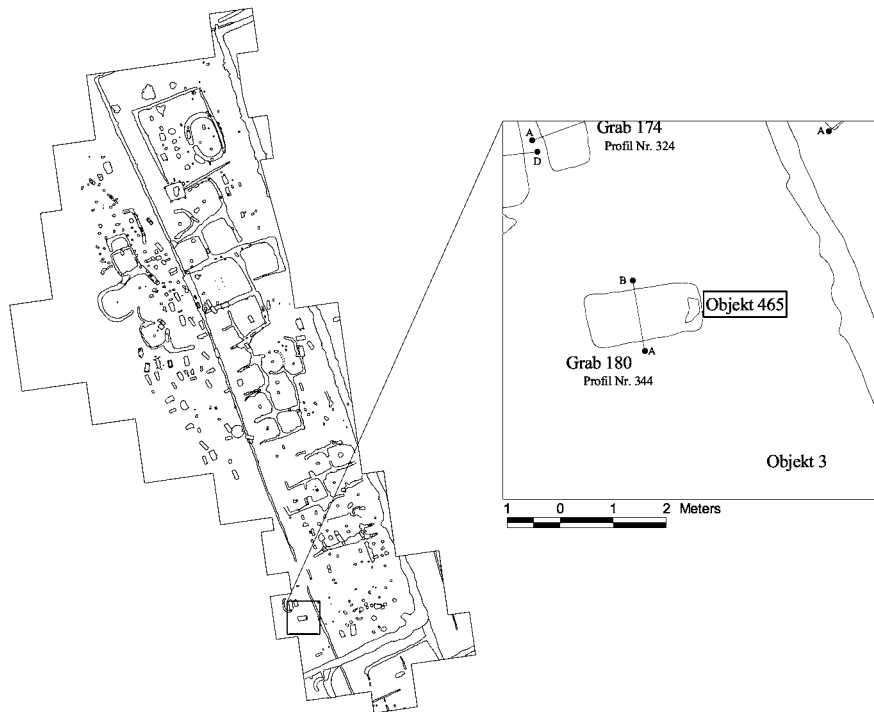 A
Grab 174
A
D
Profil Nr. 324
B
Objekt 465
A
Grab 180
Profil Nr. 344
Objekt 3
1 0 1 2 Meters